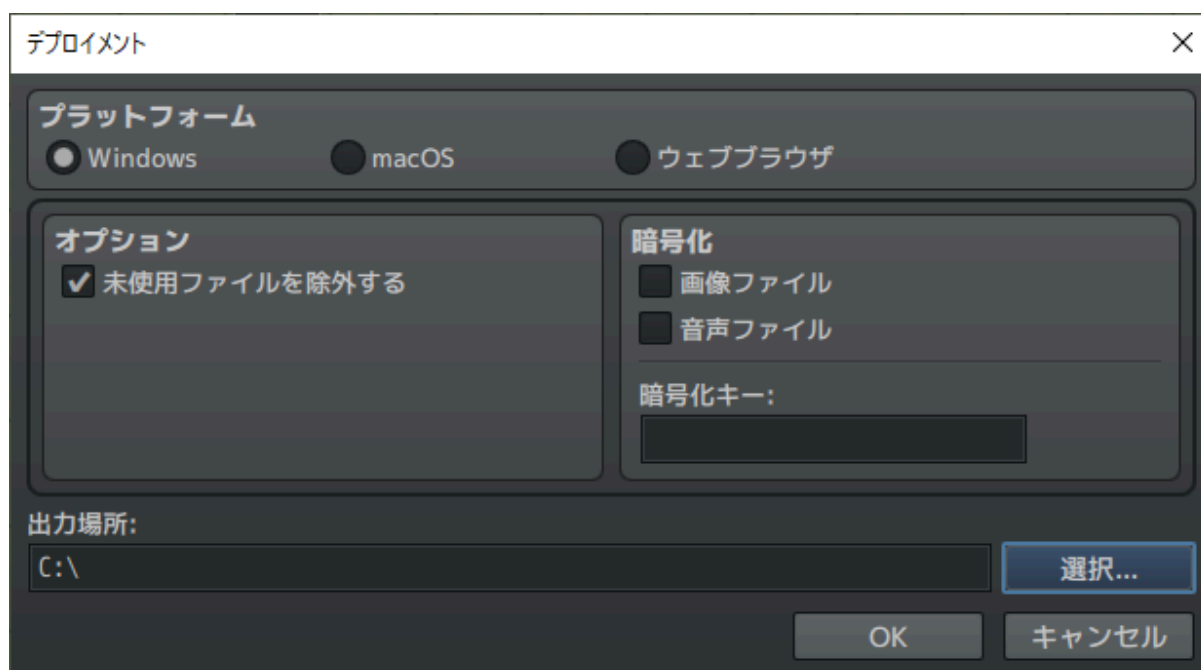 デプロイメント
プラットフォーム
Windows macOS ウェブブラウザ
オプション
未使用ファイルを除外する
暗号化
画像ファイル
音声ファイル
暗号化キー:
出力場所:
C:\
選択...
OK キャンセル